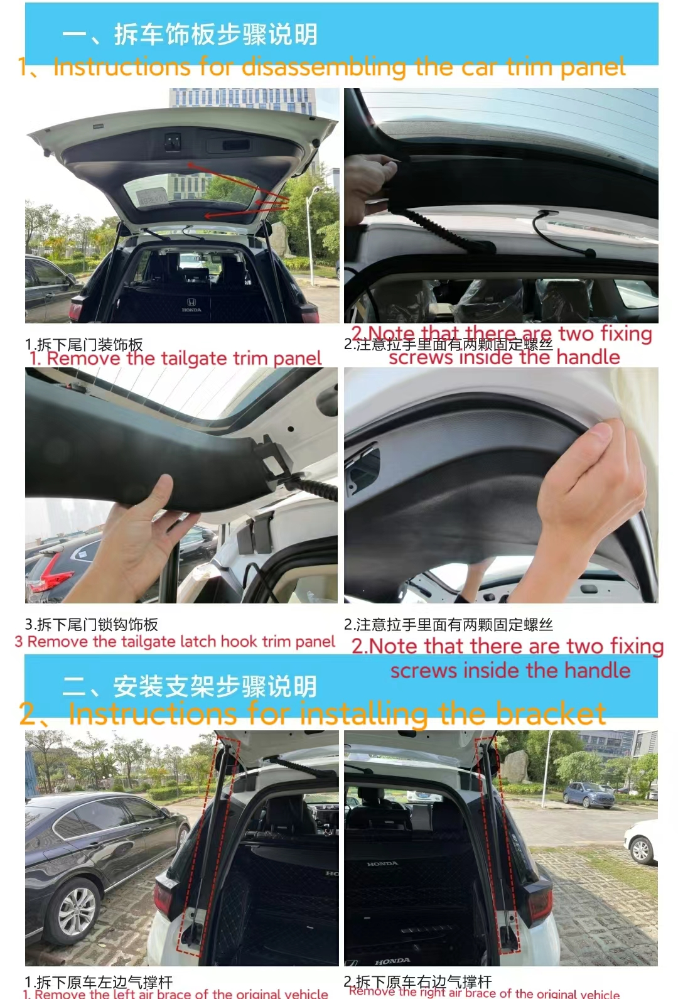 一、拆车饰板步骤说明
1、Instructions for disassembling the car trim panel
HONDA
1.拆下尾门装饰板
1. Remove the tailgate trim panel
2.注意拉手里面有两颗固定螺丝
2.Note that there are two fixing
screws inside the handle
3.拆下尾门锁钩饰板
3 Remove the tailgate latch hook trim panel
2.注意拉手里面有两颗固定螺丝
2.Note that there are two fixing
screws inside the handle
二、安装支架步骤说明
2、Instructions for installing the bracket
HO
HONDA
HONDA
1.拆下原车左边气撑杆
1. Remove the left air brace of the original vehicle
2.拆下原车右边气撑杆
Remove the right air brace of the original vehicle